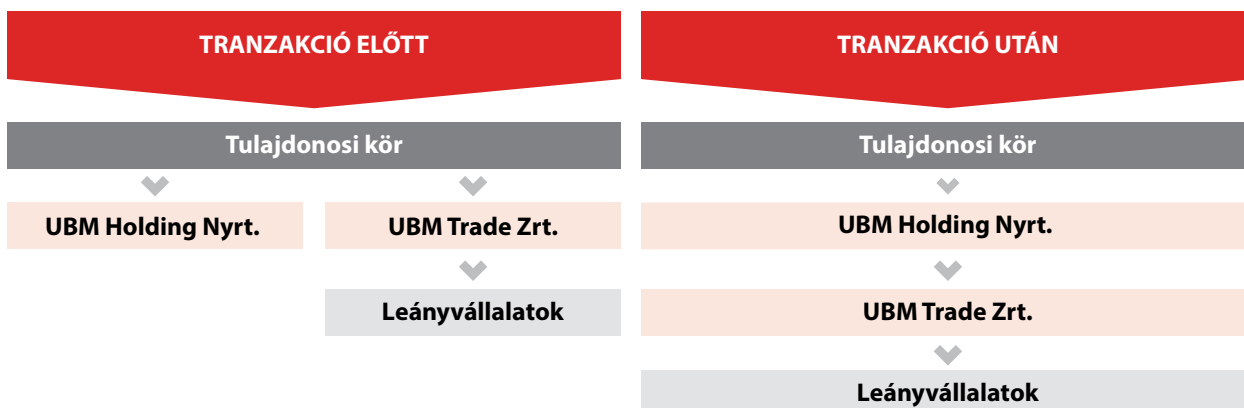 TRANZAKCIÓ ELŐTT
Tulajdonosi kör
UBM Holding Nyrt.
UBM Trade Zrt.
Leányvállalatok
TRANZAKCIÓ UTÁN
Tulajdonosi kör
UBM Holding Nyrt.
UBM Trade Zrt.
Leányvállalatok